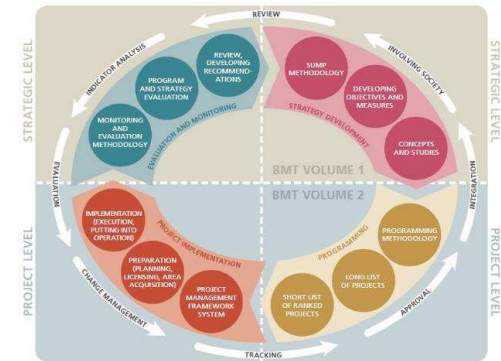 REVIEW
STRATEGIC LEVEL
STRATEGIC LEVEL
INDICATOR ANALYSIS
INVOLVING SOCIETY
REVIEW,
DEVELOPING
RECOMMEND-
ATIONS
PROGRAM
AND STRATEGY
EVALUATION
MONITORING
AND
EVALUATION
METHODOLOGY
EVALUATION AND MONITORING
SUMP
METHODOLOGY
DEVELOPING
OBJECTIVES AND
MEASURES
CONCEPTS
AND STUDIES
STRATEGY DEVELOPMENT
BMT VOLUME 1
BMT VOLUME 2
EVALUATION
INTEGRATION
PROJECT LEVEL
PROJECT LEVEL
IMPLEMENTATION
(EXECUTION,
PUTTING INTO
OPERATION)
PREPARATION
(PLANNING,
LICENSING, AREA
ACQUISITION)
PROJECT
MANAGEMENT
FRAMEWORK
SYSTEM
PROJECT IMPLEMENTATION
PROGRAMMING
PROGRAMMING
METHODOLOGY
LONG LIST
OF PROJECTS
SHORT LIST
OF RANKED
PROJECTS
CHANGE MANAGEMENT
APPROVAL
TRACKING